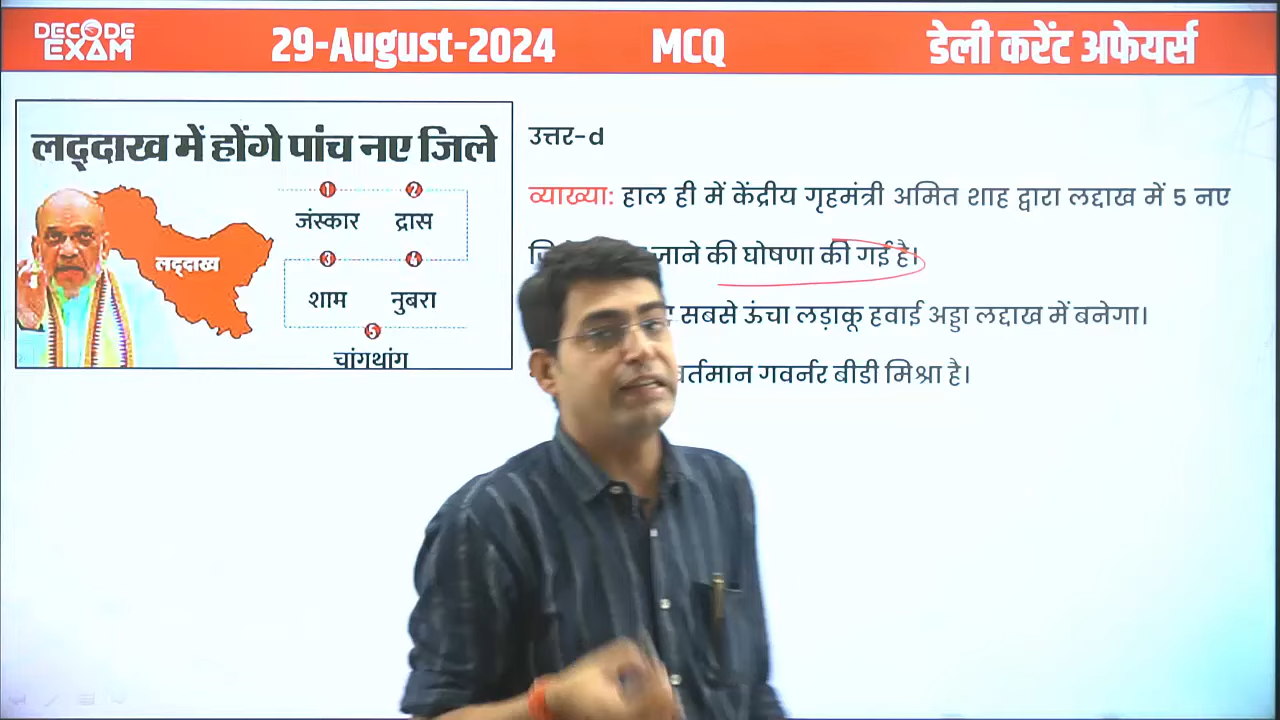 DECODE
EXAM
29-August-2024
MCQ
डेली करेंट अफेयर्स
लद्दाख में होंगे पांच नए जिले
1
2
जंस्कार
द्रास
3
4
शाम
नुबरा
5
चांगथांग
लद्दाख
उत्तर-d
व्याख्या: हाल ही में केंद्रीय गृहमंत्री अमित शाह द्वारा लद्दाख में 5 नए
जाने की घोषणा की गई है।
सबसे ऊंचा लड़ाकू हवाई अड्डा लद्दाख में बनेगा।
वर्तमान गवर्नर बीडी मिश्रा है।